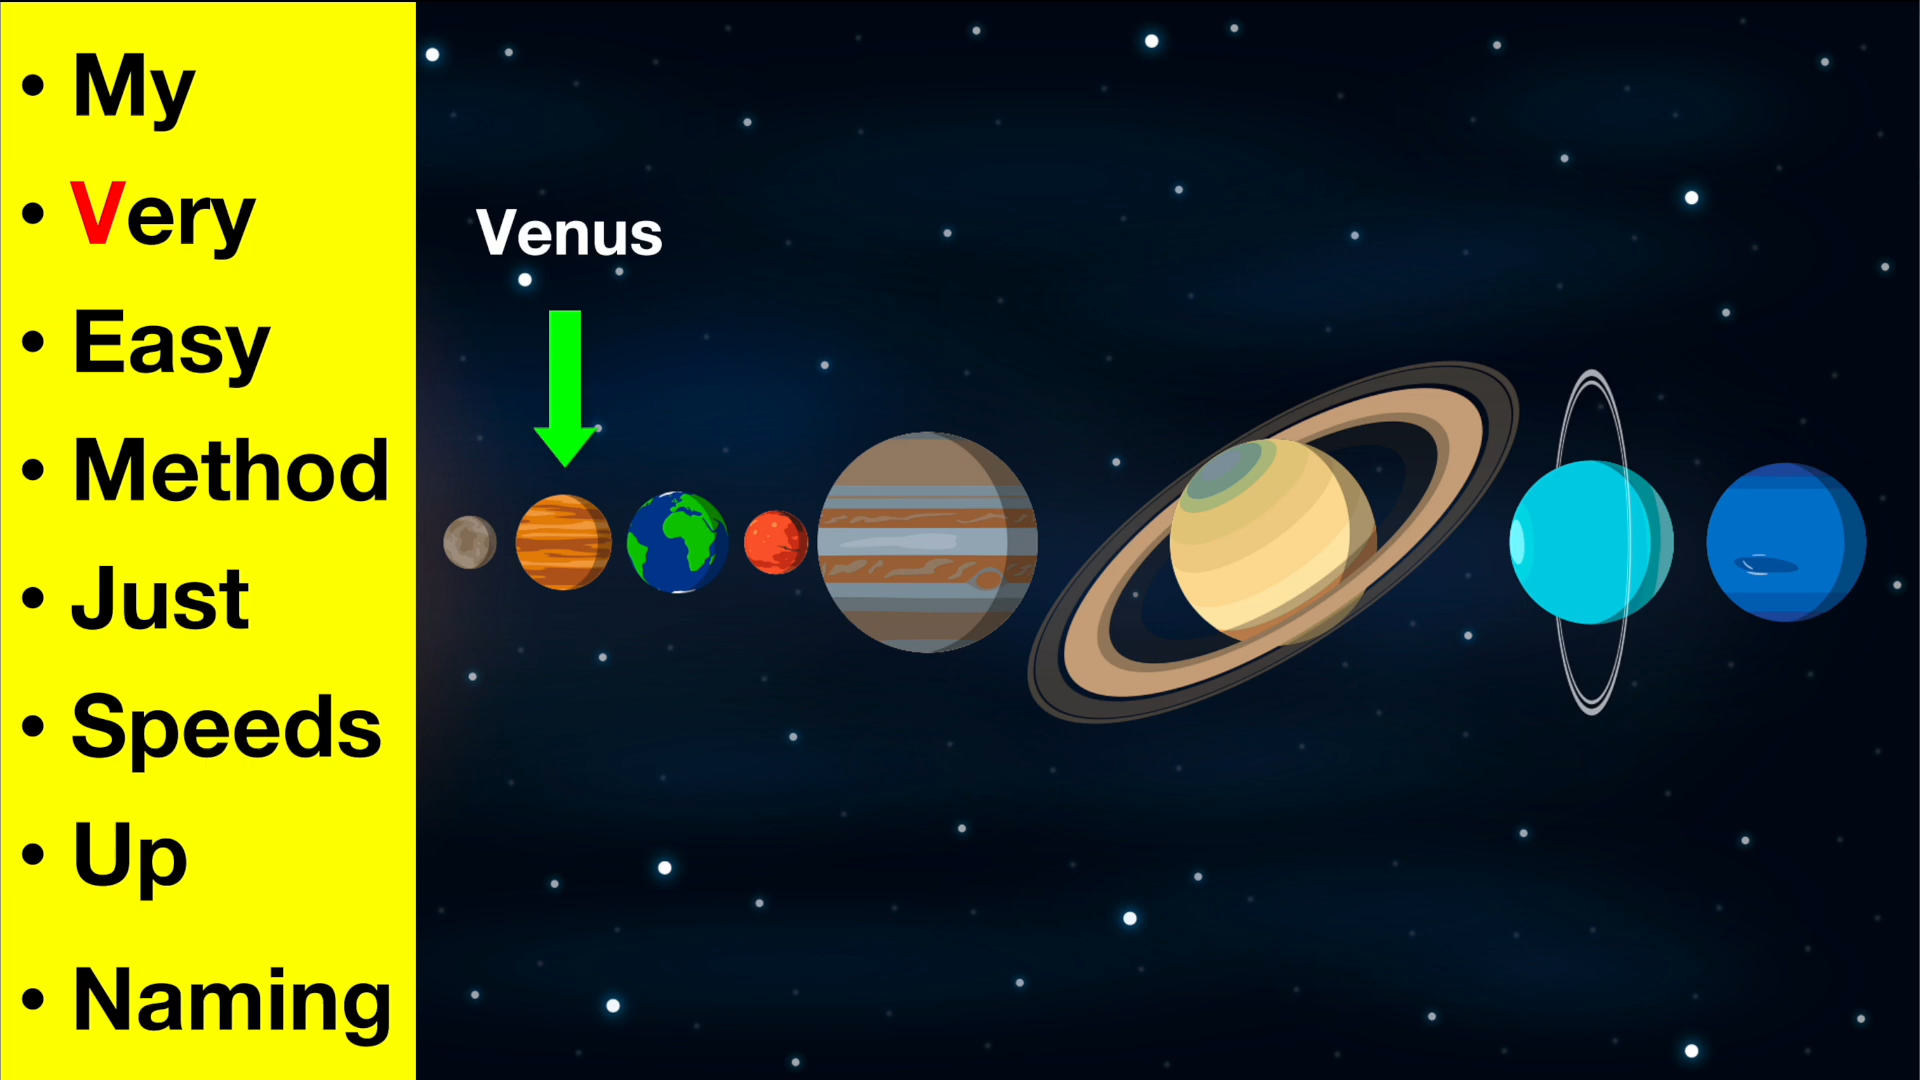 • My
• Very
• Easy
• Method
• Just
• Speeds
• Up
• Naming
Venus